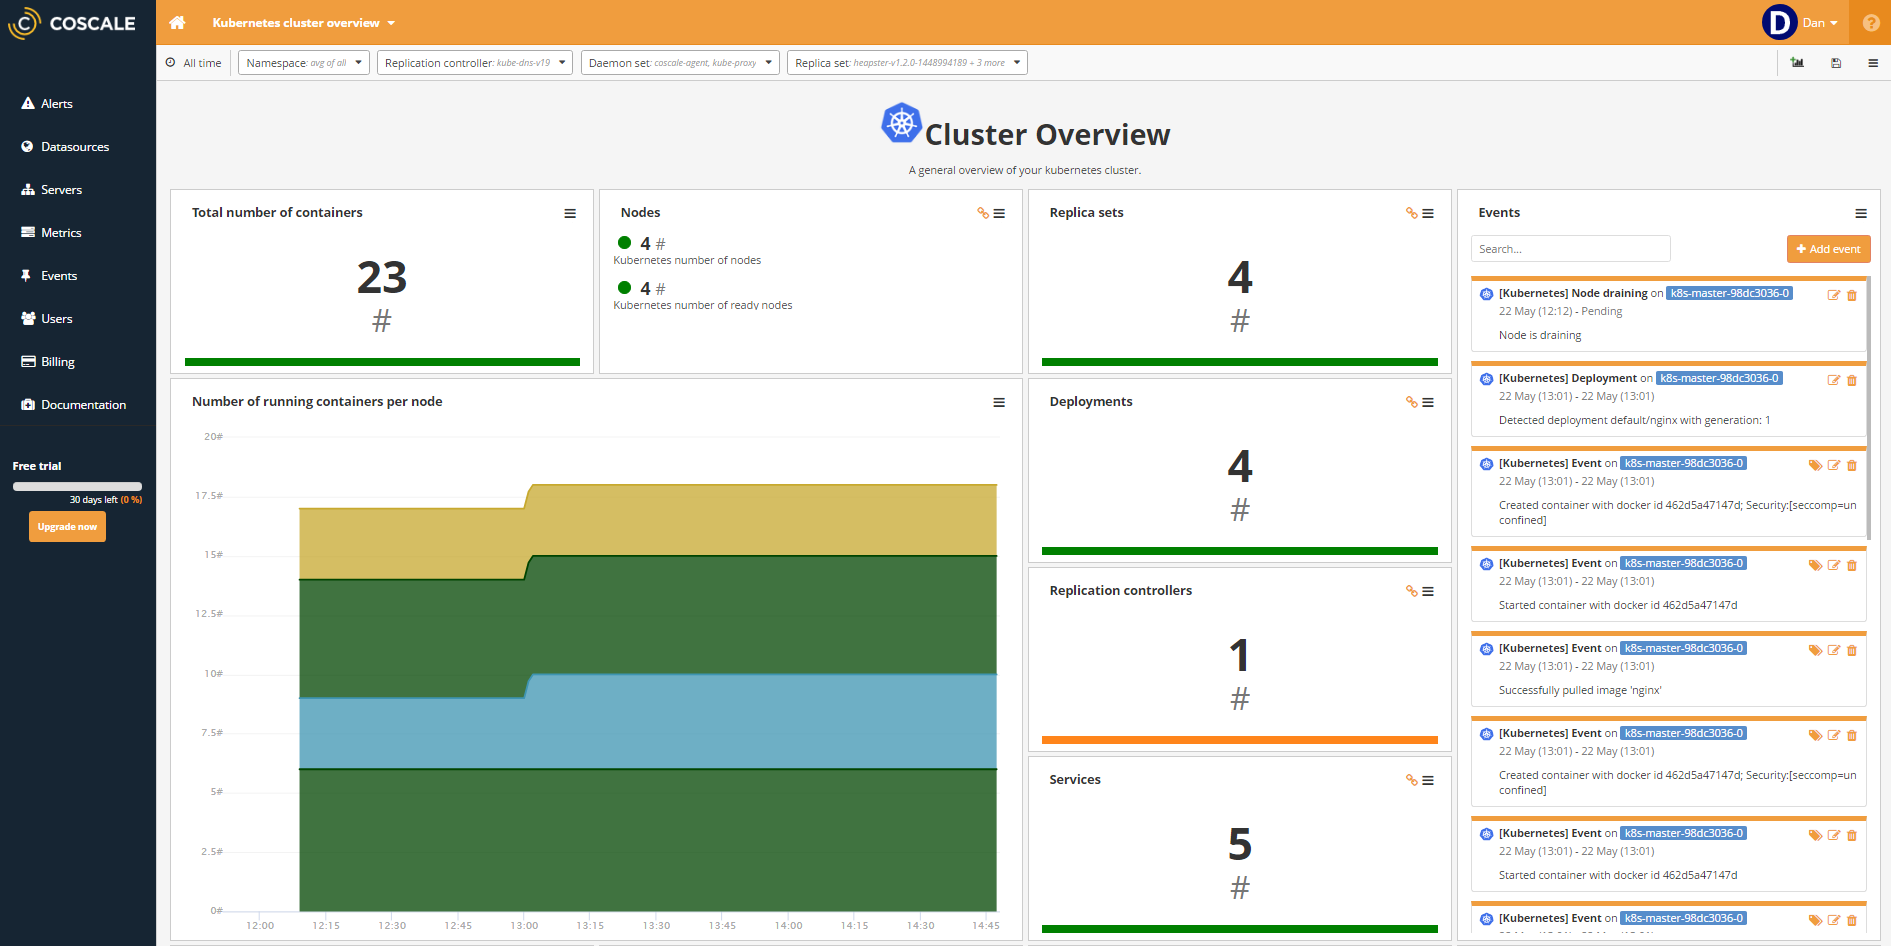 COSCALE
Kubernetes cluster overview
D Dan
?
All time
Namespace: avg of all
Replication controller: kube-dns-v19
Daemon set: coscale-agent, kube-proxy
Replica set: heapster-v1.2.0-1448994189 + 3 more
Alerts
Datasources
Servers
Metrics
Events
Users
Billing
Documentation
Free trial
30 days left (0 %)
Upgrade now
Cluster Overview
A general overview of your kubernetes cluster.
Total number of containers
23
#
Nodes
4 #
Kubernetes number of nodes
4 #
Kubernetes number of ready nodes
Replica sets
4
#
Number of running containers per node
20#
17.5#
15#
12.5#
10#
7.5#
5#
2.5#
0#
12:00 12:15 12:30 12:45 13:00 13:15 13:30 13:45 14:00 14:15 14:30 14:45
Deployments
4
#
Replication controllers
1
#
Services
5
#
Events
Search...
+ Add event
[Kubernetes] Node draining on k8s-master-98dc3036-0
22 May (12:12) - Pending
Node is draining
[Kubernetes] Deployment on k8s-master-98dc3036-0
22 May (13:01) - 22 May (13:01)
Detected deployment default/nginx with generation: 1
[Kubernetes] Event on k8s-master-98dc3036-0
22 May (13:01) - 22 May (13:01)
Created container with docker id 462d5a47147d; Security:[seccomp=un
confined]
[Kubernetes] Event on k8s-master-98dc3036-0
22 May (13:01) - 22 May (13:01)
Started container with docker id 462d5a47147d
[Kubernetes] Event on k8s-master-98dc3036-0
22 May (13:01) - 22 May (13:01)
Successfully pulled image 'nginx'
[Kubernetes] Event on k8s-master-98dc3036-0
22 May (13:01) - 22 May (13:01)
Created container with docker id 462d5a47147d; Security:[seccomp=un
confined]
[Kubernetes] Event on k8s-master-98dc3036-0
22 May (13:01) - 22 May (13:01)
Started container with docker id 462d5a47147d
[Kubernetes] Event on k8s-master-98dc3036-0